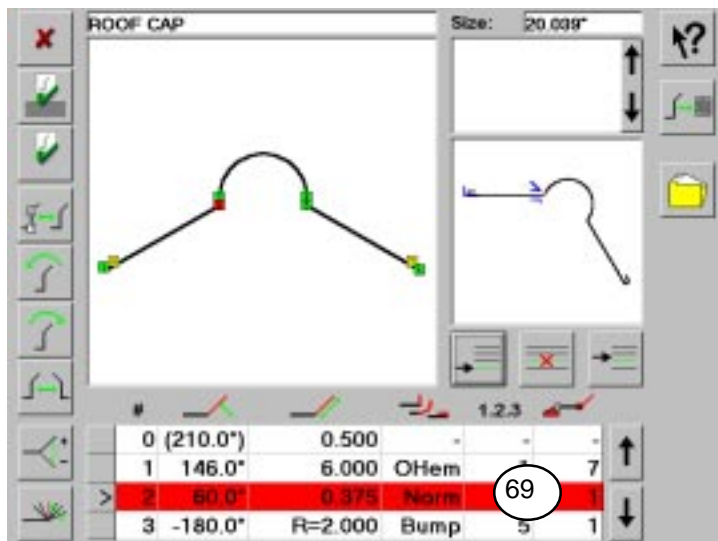 ROOF CAP Size: 20.039"
?
# 1.2.3
0 (210.0°) 0.500 - - -
1 146.0° 6.000 OHem 7
> 2 60.0° 0.375 Norm 69 1
3 -180.0° R=2.000 Bump 5 1